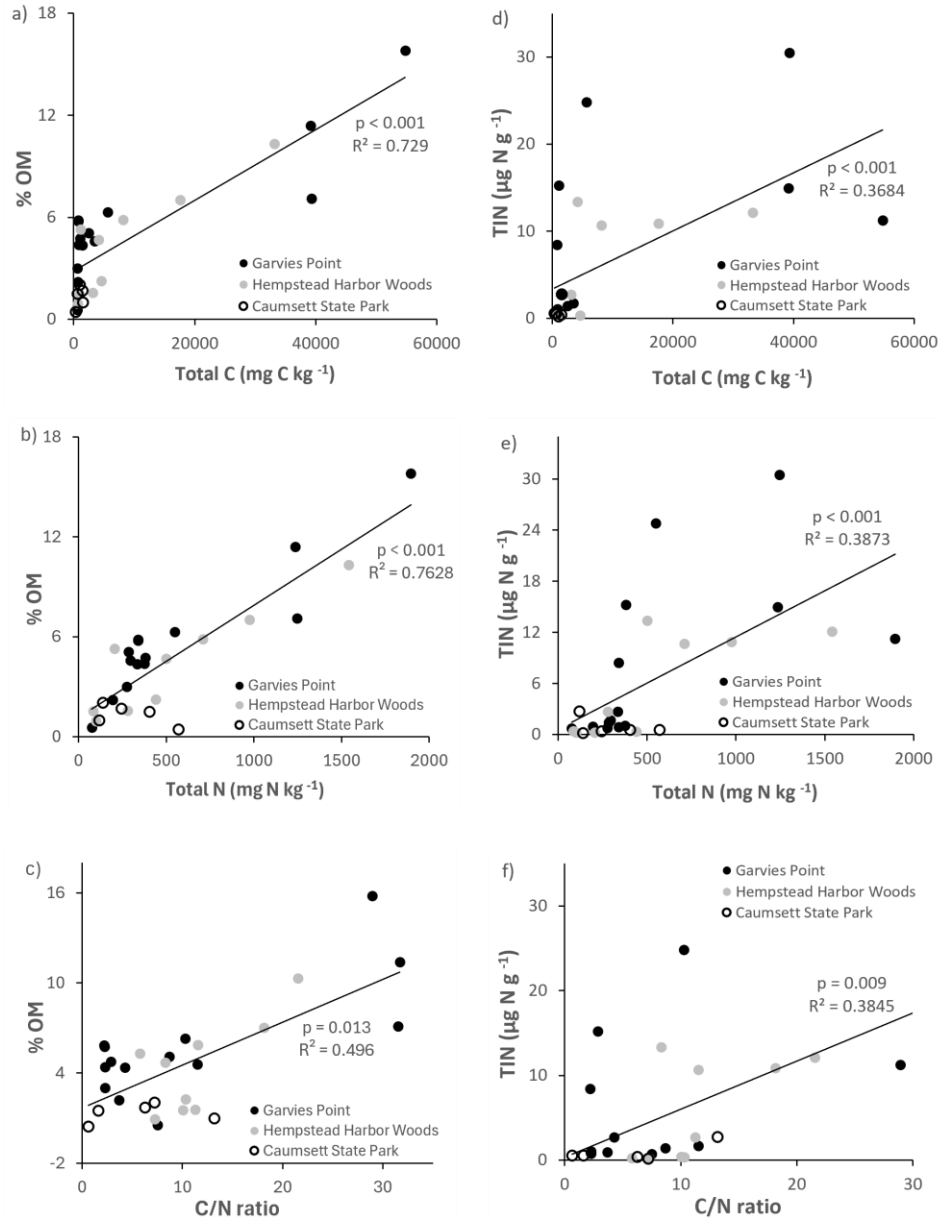 a)
% OM
18
12
6
0
p < 0.001
R² = 0.729
Garvies Point
Hempstead Harbor Woods
Caumsett State Park
0 20000 40000 60000
Total C (mg C kg ⁻¹)
d)
TIN (µg N g ⁻¹)
30
20
10
0
p < 0.001
R² = 0.3684
Garvies Point
Hempstead Harbor Woods
Caumsett State Park
0 20000 40000 60000
Total C (mg C kg ⁻¹)
b)
% OM
18
12
6
0
p < 0.001
R² = 0.7628
Garvies Point
Hempstead Harbor Woods
Caumsett State Park
0 500 1000 1500 2000
Total N (mg N kg ⁻¹)
e)
TIN (µg N g ⁻¹)
30
24
18
12
6
0
p < 0.001
R² = 0.3873
Garvies Point
Hempstead Harbor Woods
Caumsett State Park
0 500 1000 1500 2000
Total N (mg N kg ⁻¹)
c)
% OM
16
10
4
-2
p = 0.013
R² = 0.496
Garvies Point
Hempstead Harbor Woods
Caumsett State Park
0 10 20 30
C/N ratio
f)
TIN (µg N g ⁻¹)
30
20
10
0
Garvies Point
Hempstead Harbor Woods
Caumsett State Park
p = 0.009
R² = 0.3845
0 10 20 30
C/N ratio